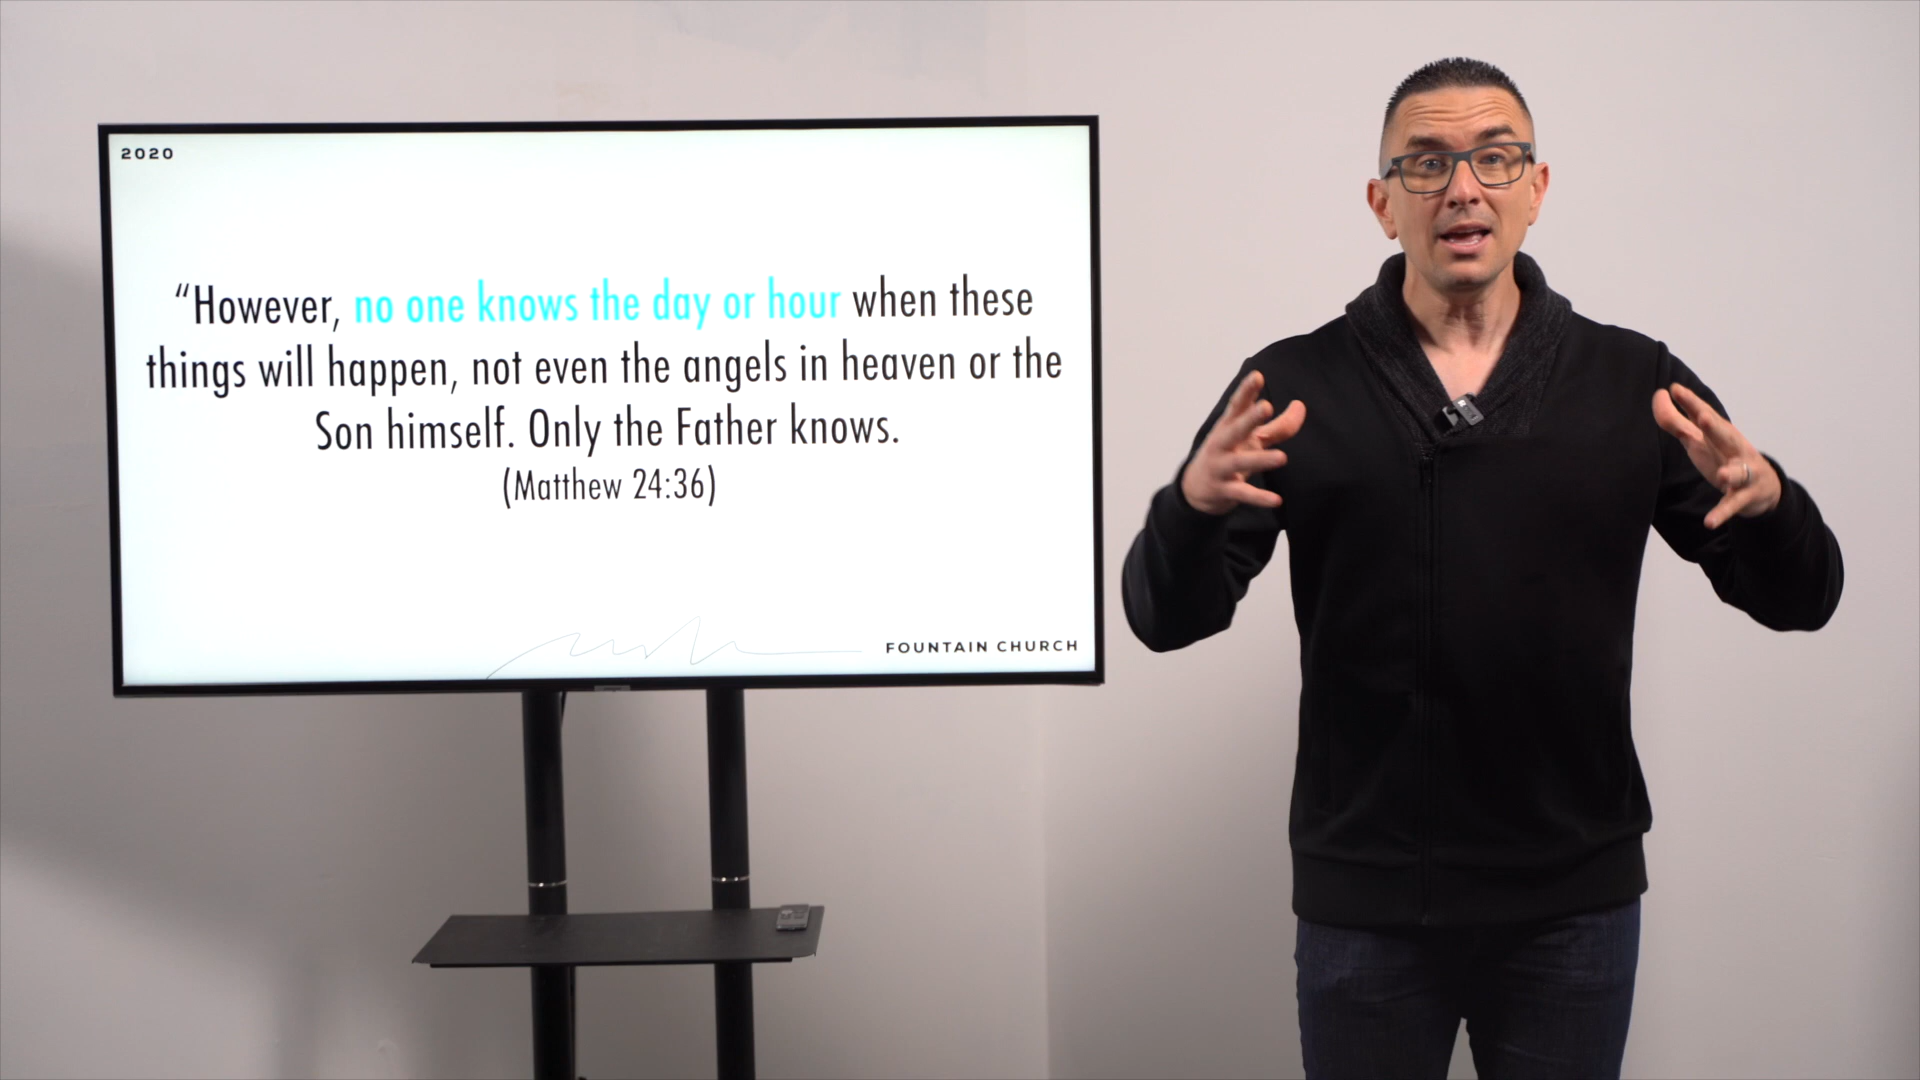 2020
“However, no one knows the day or hour when these
things will happen, not even the angels in heaven or the
Son himself. Only the Father knows.
(Matthew 24:36)
FOUNTAIN CHURCH